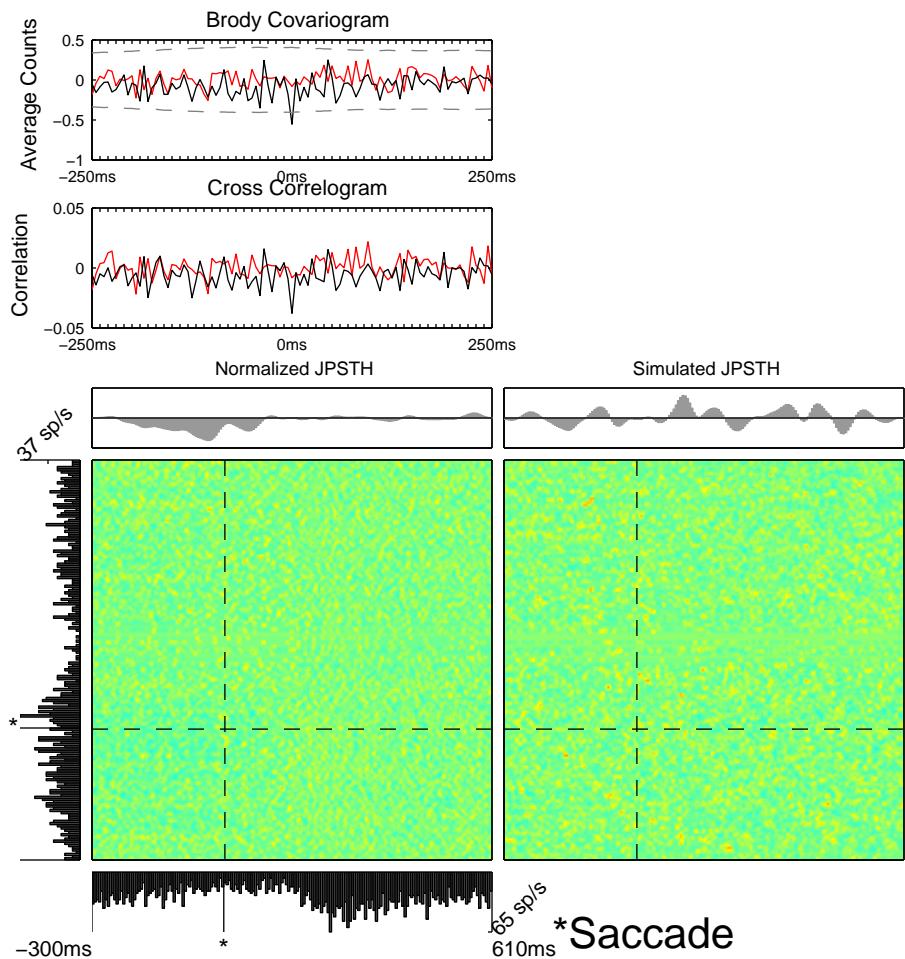 Brody Covariogram
Average Counts
0.5
0
−0.5
−1
−250ms
0ms
250ms
Cross Correlogram
Correlation
0.05
0
−0.05
−250ms
0ms
250ms
Normalized JPSTH
Simulated JPSTH
37 sp/s
*
*
65 sp/s
−300ms
610ms
*Saccade